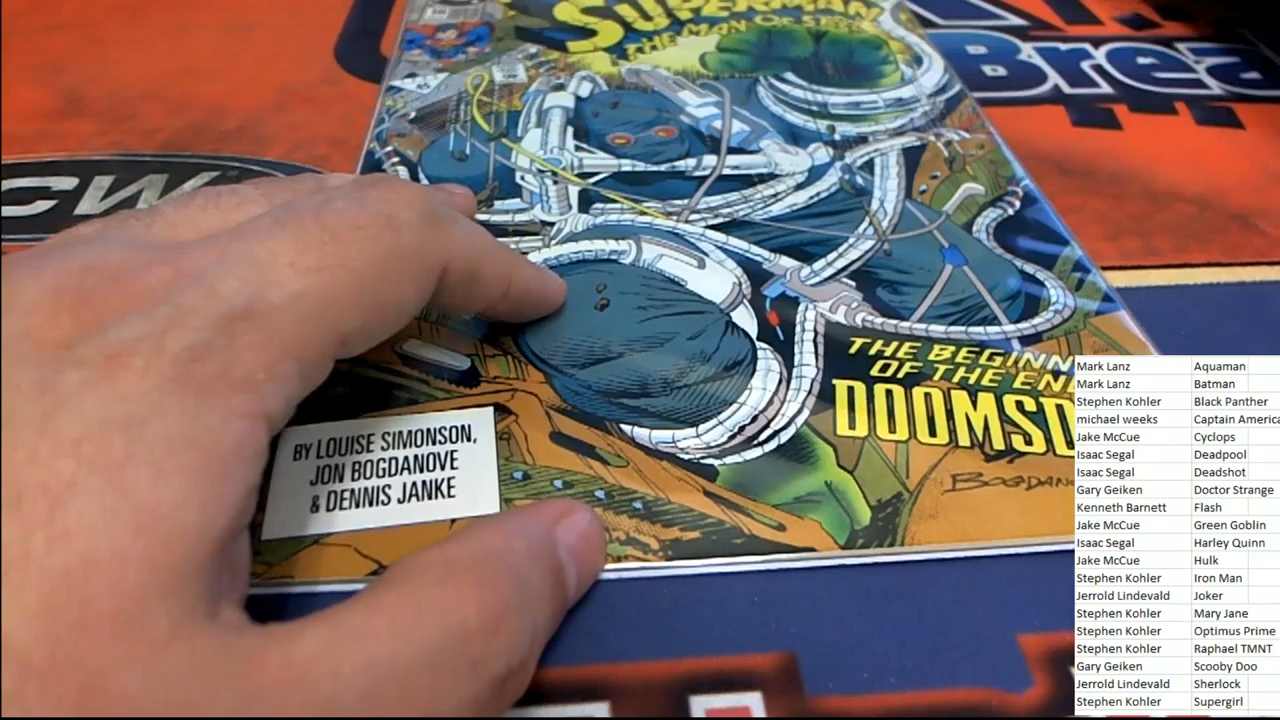 SUPERMAN
THE MAN OF STEEL
Brea
CW
THE BEGINN
OF THE EN
DOOMSD
BOGDAN
BY LOUISE SIMONSON,
JON BOGDANOVE
& DENNIS JANKE
Mark Lanz Aquaman
Mark Lanz Batman
Stephen Kohler Black Panther
michael weeks Captain America
Jake McCue Cyclops
Isaac Segal Deadpool
Isaac Segal Deadshot
Gary Geiken Doctor Strange
Kenneth Barnett Flash
Jake McCue Green Goblin
Isaac Segal Harley Quinn
Jake McCue Hulk
Stephen Kohler Iron Man
Jerrold Lindevald Joker
Stephen Kohler Mary Jane
Stephen Kohler Optimus Prime
Stephen Kohler Raphael TMNT
Gary Geiken Scooby Doo
Jerrold Lindevald Sherlock
Stephen Kohler Supergirl